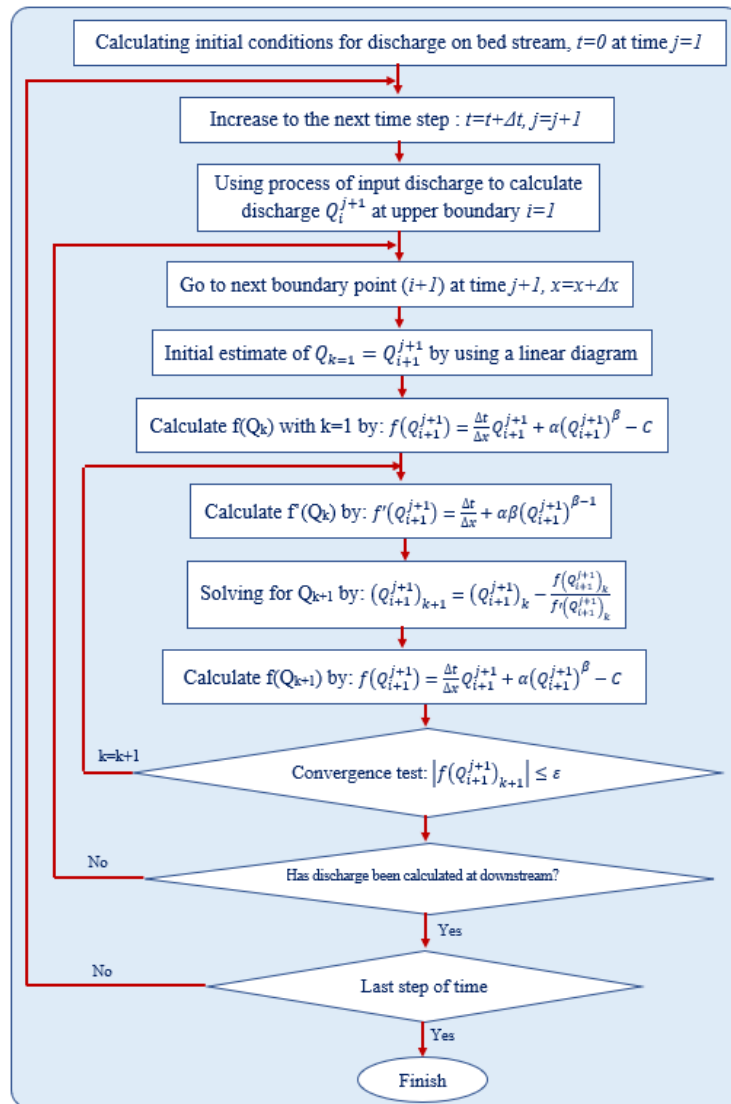 Calculating initial conditions for discharge on bed stream, t=0 at time j=1
Increase to the next time step : t=t+Δt, j=j+1
Using process of input discharge to calculate
discharge Q_i^{j+1} at upper boundary i=1
Go to next boundary point (i+1) at time j+1, x=x+Δx
Initial estimate of Q_{k=1} = Q_{i+1}^{j+1} by using a linear diagram
Calculate f(Q_k) with k=1 by: f(Q_{i+1}^{j+1}) = \frac{Δt}{Δx} Q_{i+1}^{j+1} + α(Q_{i+1}^{j+1})^β − C
Calculate f'(Q_k) by: f'(Q_{i+1}^{j+1}) = \frac{Δt}{Δx} + αβ(Q_{i+1}^{j+1})^{β−1}
Solving for Q_{k+1} by: (Q_{i+1}^{j+1})_{k+1} = (Q_{i+1}^{j+1})_k − \frac{f(Q_{i+1}^{j+1})_k}{f'(Q_{i+1}^{j+1})_k}
Calculate f(Q_{k+1}) by: f(Q_{i+1}^{j+1}) = \frac{Δt}{Δx} Q_{i+1}^{j+1} + α(Q_{i+1}^{j+1})^β − C
k=k+1
Convergence test: |f(Q_{i+1}^{j+1})_{k+1}| ≤ ε
No
Has discharge been calculated at downstream?
Yes
No
Last step of time
Yes
Finish